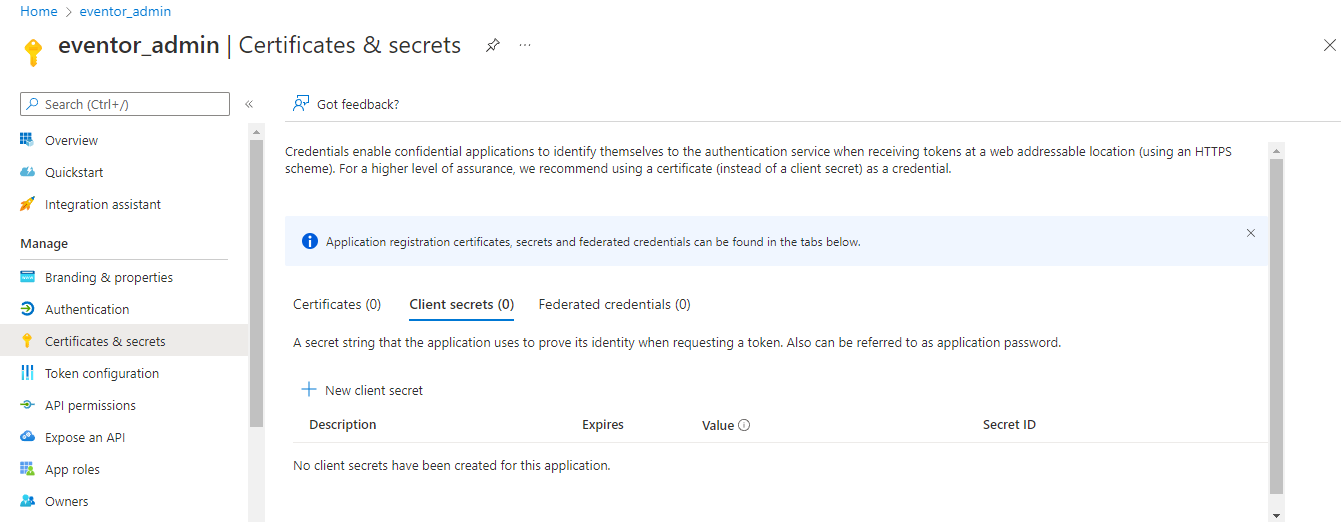 Home > eventor_admin
eventor_admin | Certificates & secrets
Search (Ctrl+/)
«
Got feedback?
Overview
Quickstart
Integration assistant
Manage
Branding & properties
Authentication
Certificates & secrets
Token configuration
API permissions
Expose an API
App roles
Owners
Credentials enable confidential applications to identify themselves to the authentication service when receiving tokens at a web addressable location (using an HTTPS
scheme). For a higher level of assurance, we recommend using a certificate (instead of a client secret) as a credential.
Application registration certificates, secrets and federated credentials can be found in the tabs below.
Certificates (0) Client secrets (0) Federated credentials (0)
A secret string that the application uses to prove its identity when requesting a token. Also can be referred to as application password.
New client secret
Description Expires Value Secret ID
No client secrets have been created for this application.